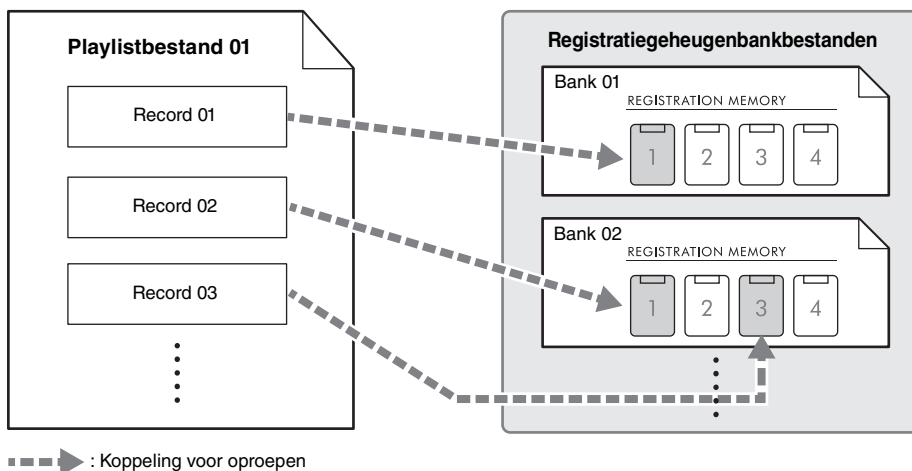 Playlistbestand 01
Record 01
Record 02
Record 03
Registratiegeheugenbankbestanden
Bank 01
REGISTRATION MEMORY
1 2 3 4
Bank 02
REGISTRATION MEMORY
1 2 3 4
: Koppeling voor oproepen